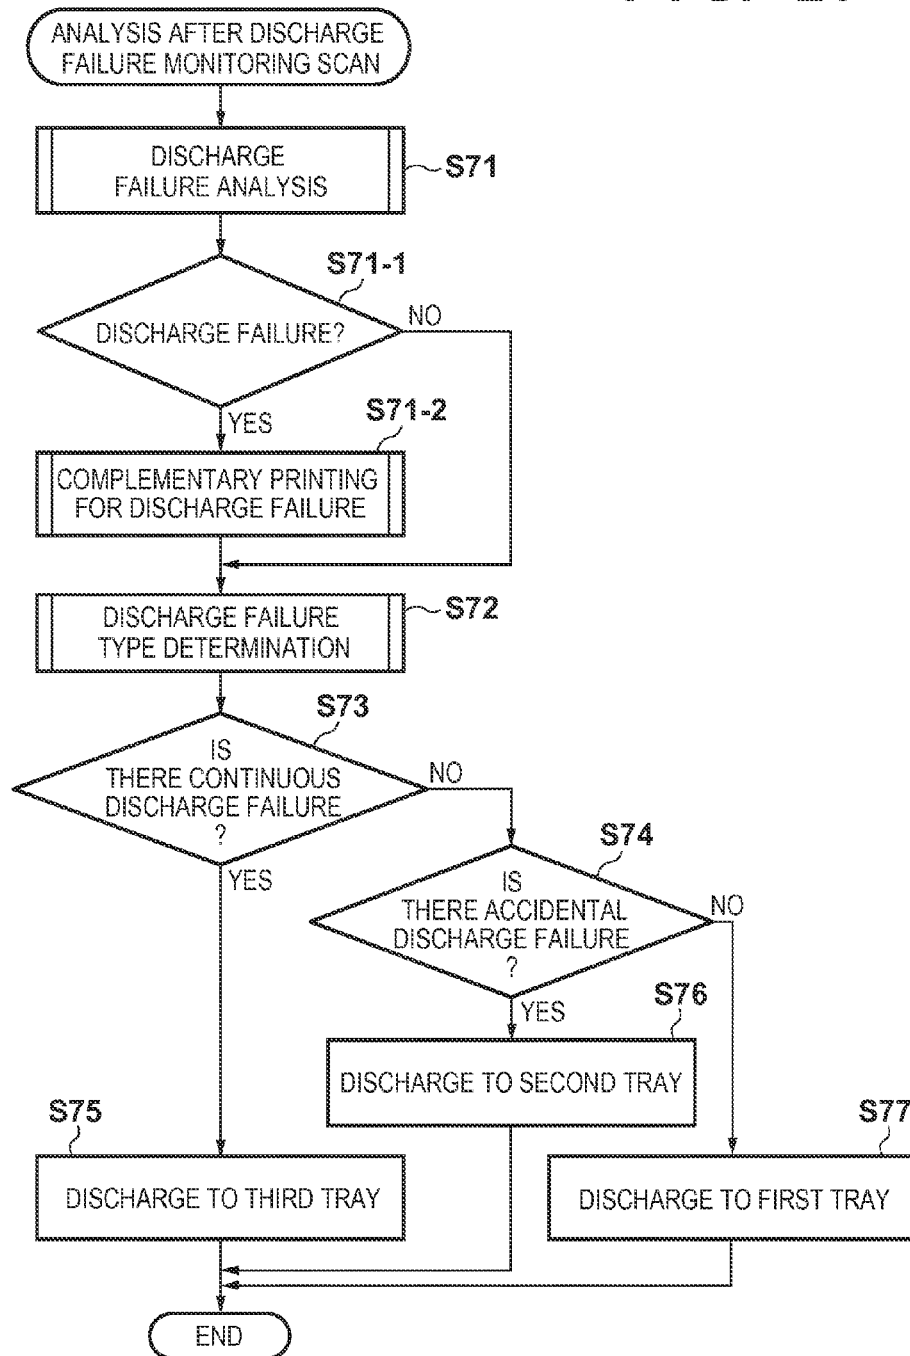 ANALYSIS AFTER DISCHARGE
FAILURE MONITORING SCAN
DISCHARGE
FAILURE ANALYSIS
S71
S71-1
DISCHARGE FAILURE?
NO
YES
S71-2
COMPLEMENTARY PRINTING
FOR DISCHARGE FAILURE
DISCHARGE FAILURE
TYPE DETERMINATION
S72
S73
IS
THERE CONTINUOUS
DISCHARGE FAILURE
?
NO
YES
S74
IS
THERE ACCIDENTAL
DISCHARGE FAILURE
?
NO
YES
S76
DISCHARGE TO SECOND TRAY
S75
DISCHARGE TO THIRD TRAY
S77
DISCHARGE TO FIRST TRAY
END